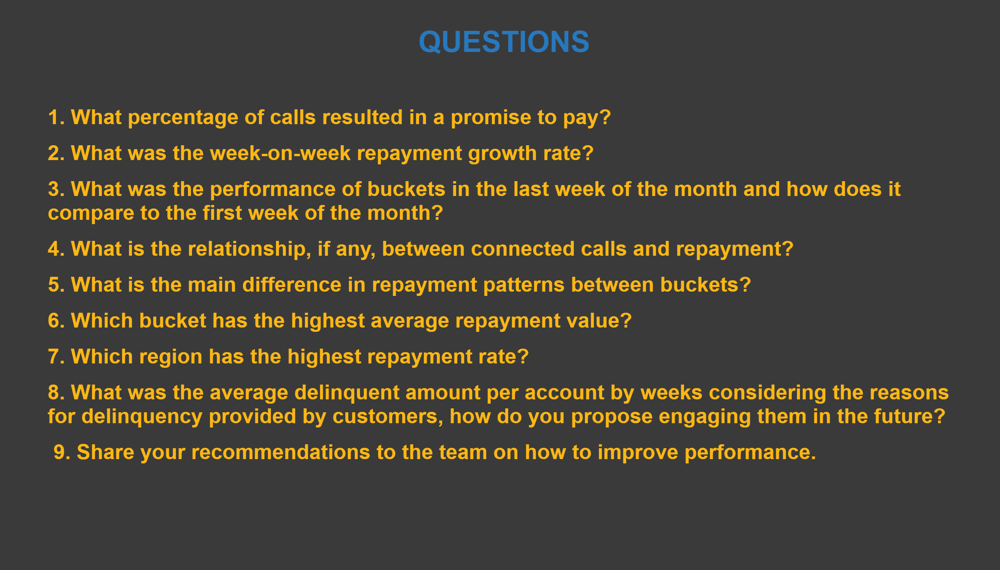 QUESTIONS
1. What percentage of calls resulted in a promise to pay?
2. What was the week-on-week repayment growth rate?
3. What was the performance of buckets in the last week of the month and how does it
compare to the first week of the month?
4. What is the relationship, if any, between connected calls and repayment?
5. What is the main difference in repayment patterns between buckets?
6. Which bucket has the highest average repayment value?
7. Which region has the highest repayment rate?
8. What was the average delinquent amount per account by weeks considering the reasons
for delinquency provided by customers, how do you propose engaging them in the future?
9. Share your recommendations to the team on how to improve performance.